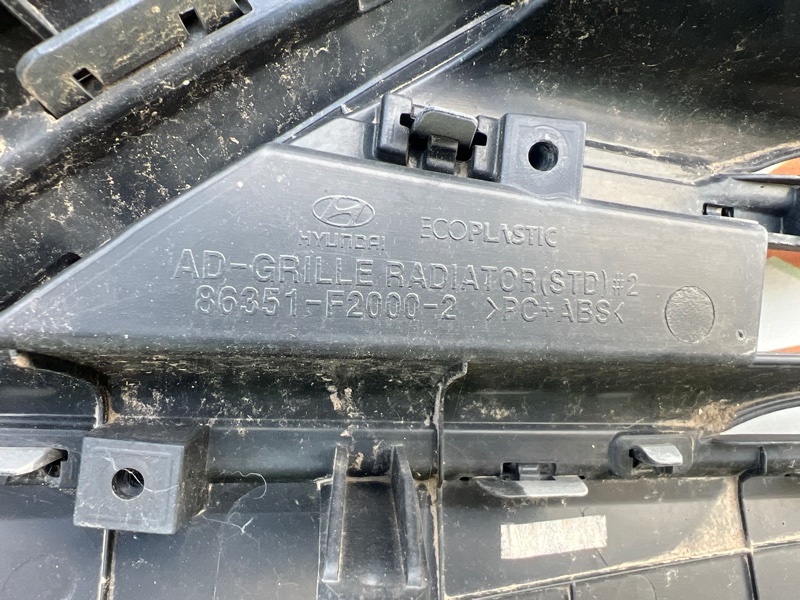 HYUNDAI ECOPLASTIC
AD-GRILLE RADIATOR(STD)#2
86351-F2000-2 >PC+ABS<